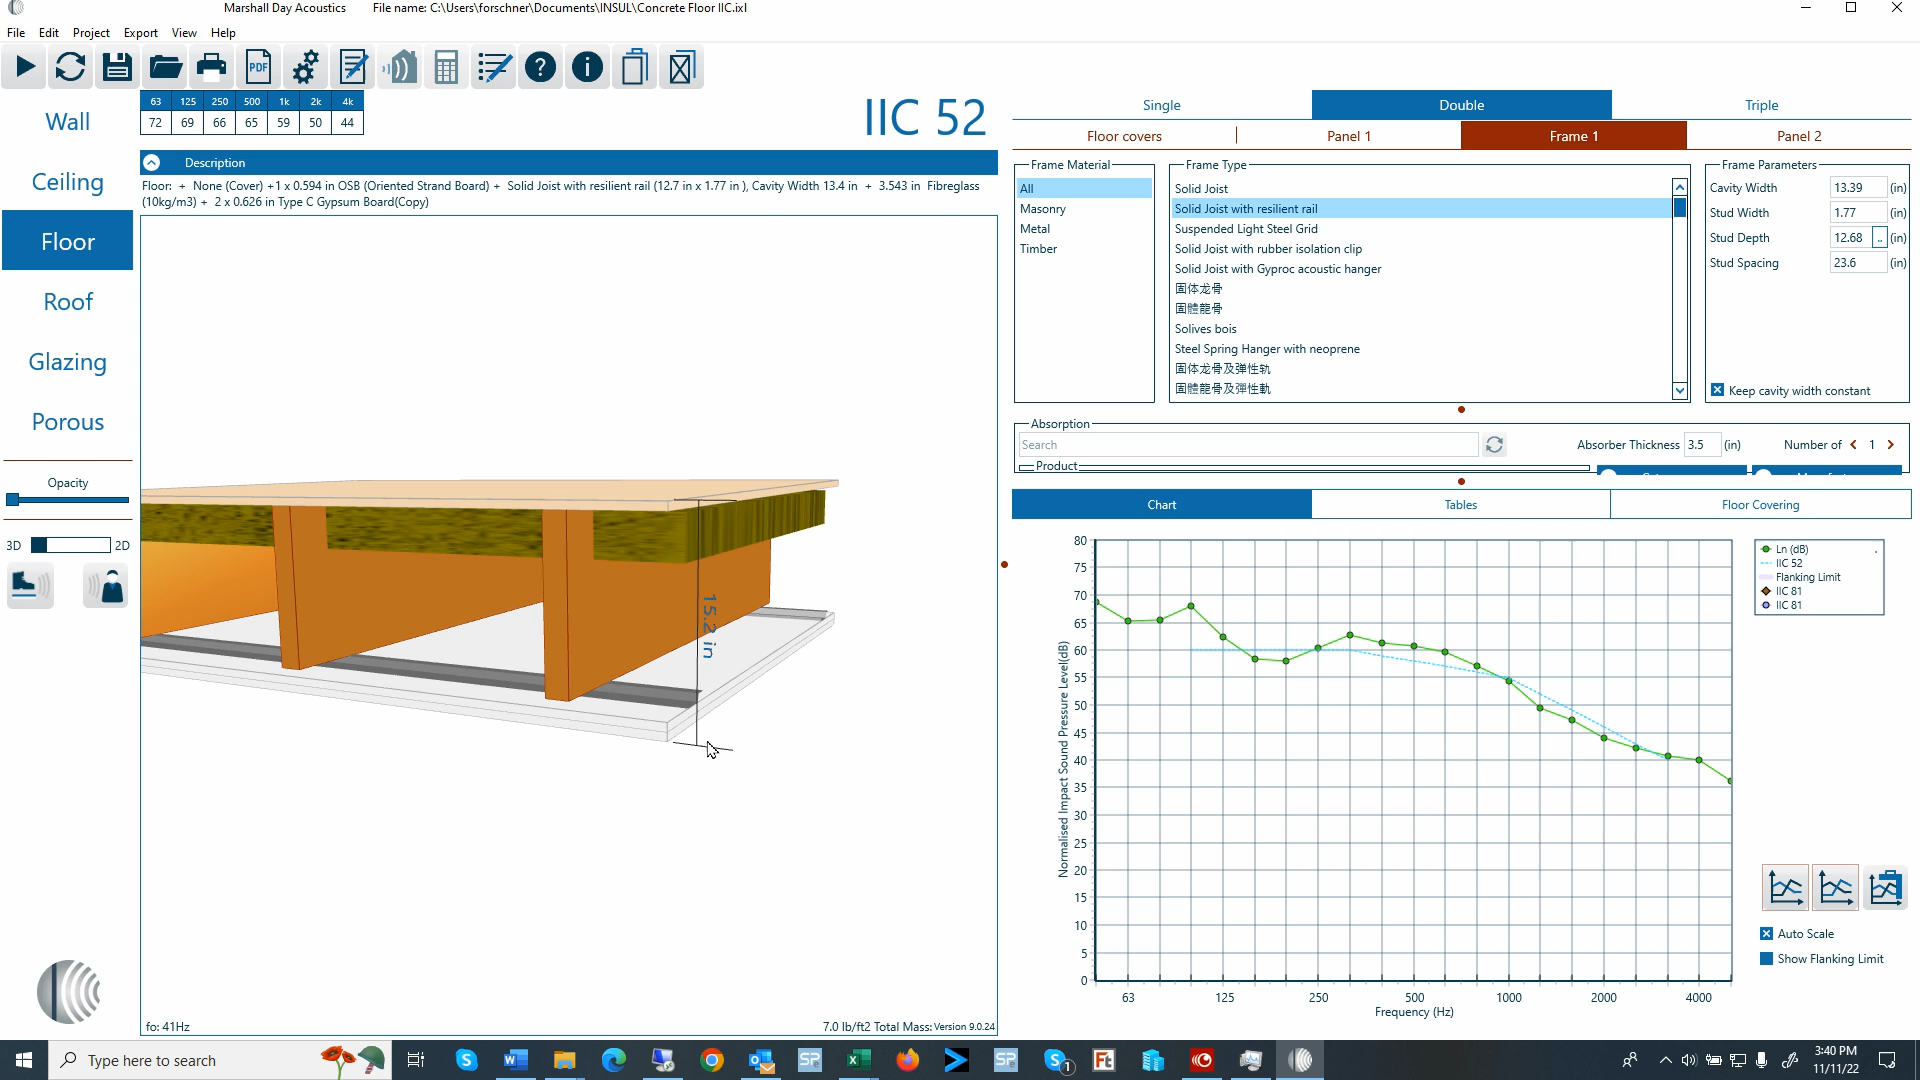 Marshall Day Acoustics File name: C:\Users\forschner\Documents\INSUL\Concrete Floor IIC.ixl
File Edit Project Export View Help
PDF
63 125 250 500 1k 2k 4k
72 69 66 65 59 50 44
IIC 52
Wall
Ceiling
Floor
Roof
Glazing
Porous
Opacity
3D 2D
Description
Floor: + None (Cover) +1 x 0.594 in OSB (Oriented Strand Board) + Solid Joist with resilient rail (12.7 in x 1.77 in ), Cavity Width 13.4 in + 3.543 in Fibreglass
(10kg/m3) + 2 x 0.626 in Type C Gypsum Board(Copy)
15.2 in
fo: 41Hz
7.0 lb/ft2 Total Mass: Version 9.0.24
Single Double Triple
Floor covers Panel 1 Frame 1 Panel 2
Frame Material
All
Masonry
Metal
Timber
Frame Type
Solid Joist
Solid Joist with resilient rail
Suspended Light Steel Grid
Solid Joist with rubber isolation clip
Solid Joist with Gyproc acoustic hanger
固体龙骨
固體龍骨
Solives bois
Steel Spring Hanger with neoprene
固体龙骨及弹性轨
固體龍骨及彈性軌
Frame Parameters
Cavity Width 13.39 (in)
Stud Width 1.77 (in)
Stud Depth 12.68 .. (in)
Stud Spacing 23.6 (in)
Keep cavity width constant
Absorption
Search
Absorber Thickness 3.5 (in) Number of < 1 >
Product
Chart Tables Floor Covering
Normalised Impact Sound Pressure Level(dB)
80
75
70
65
60
55
50
45
40
35
30
25
20
15
10
5
0
63 125 250 500 1000 2000 4000
Frequency (Hz)
Ln (dB)
IIC 52
Flanking Limit
IIC 81
IIC 81
Auto Scale
Show Flanking Limit
Type here to search
3:40 PM
11/11/22